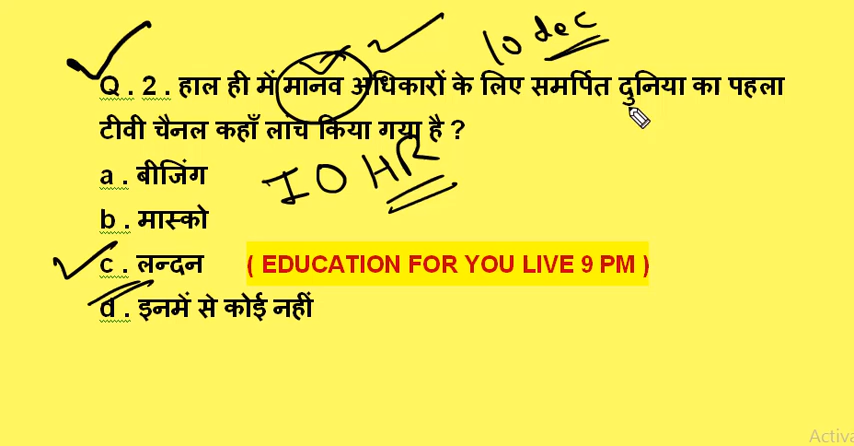 10 dec
Q . 2 . हाल ही में मानव अधिकारों के लिए समर्पित दुनिया का पहला
टीवी चैनल कहाँ लांच किया गया है ?
IOHR
a . बीजिंग
b . मास्को
c . लन्दन ( EDUCATION FOR YOU LIVE 9 PM )
d . इनमें से कोई नहीं
Activa